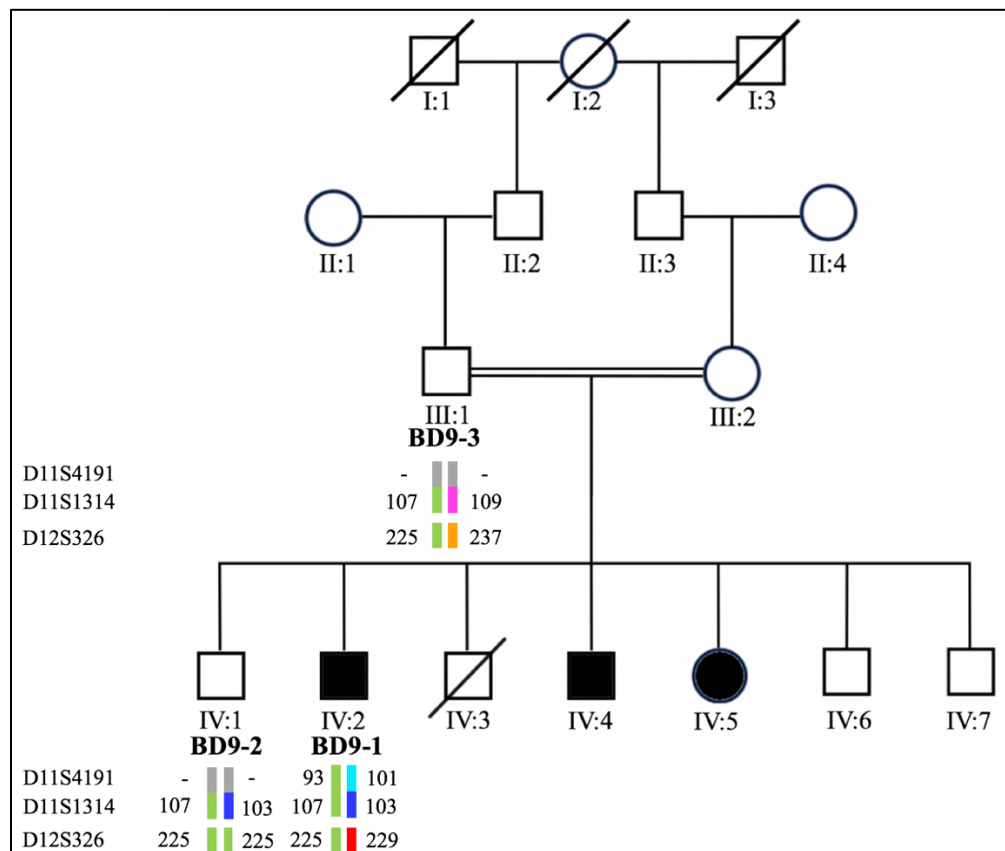 I:1 I:2 I:3
II:1 II:2 II:3 II:4
III:1 III:2
BD9-3
D11S4191 - -
D11S1314 107 109
D12S326 225 237
IV:1 IV:2 IV:3 IV:4 IV:5 IV:6 IV:7
BD9-2 BD9-1
D11S4191 - - 93 101
D11S1314 107 103 107 103
D12S326 225 225 225 229